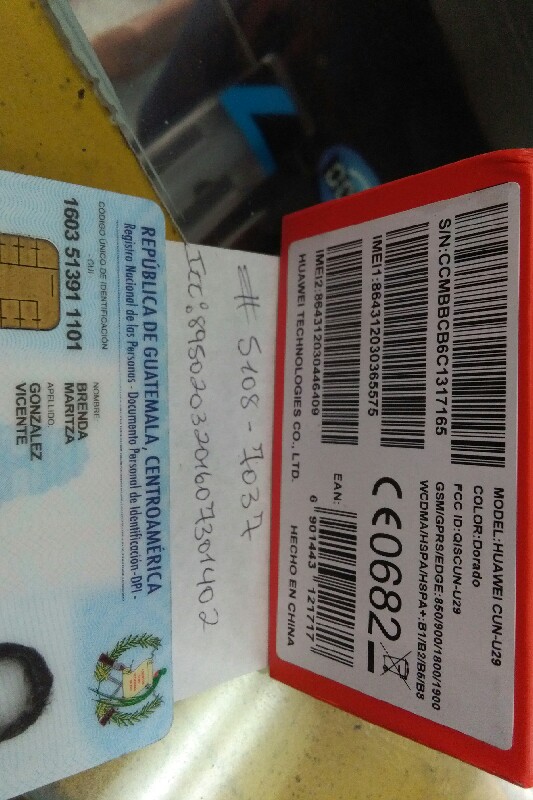 REPÚBLICA DE GUATEMALA, CENTROAMÉRICA
Registro Nacional de las Personas - Documento Personal de Identificación -DPI-
CÓDIGO ÚNICO DE IDENTIFICACIÓN
CUI
1603 51391 1101
NOMBRE
BRENDA
MARITZA
APELLIDO
GONZALEZ
VICENTE
# 5108-7037
Icc:8950203201607301402
MODEL:HUAWEI CUN-U29
COLOR:Dorado
FCC ID:QISCUN-U29
GSM/GPRS/EDGE:850/900/1800/1900
WCDMA/HSPA/HSPA+:B1/B2/B5/B8
S/N:CCMBBCB6C1317165
IMEI1:864312030365575
CE0682
IMEI2:864312030446409
EAN:
6 901443 121717
HUAWEI TECHNOLOGIES CO., LTD.
HECHO EN CHINA